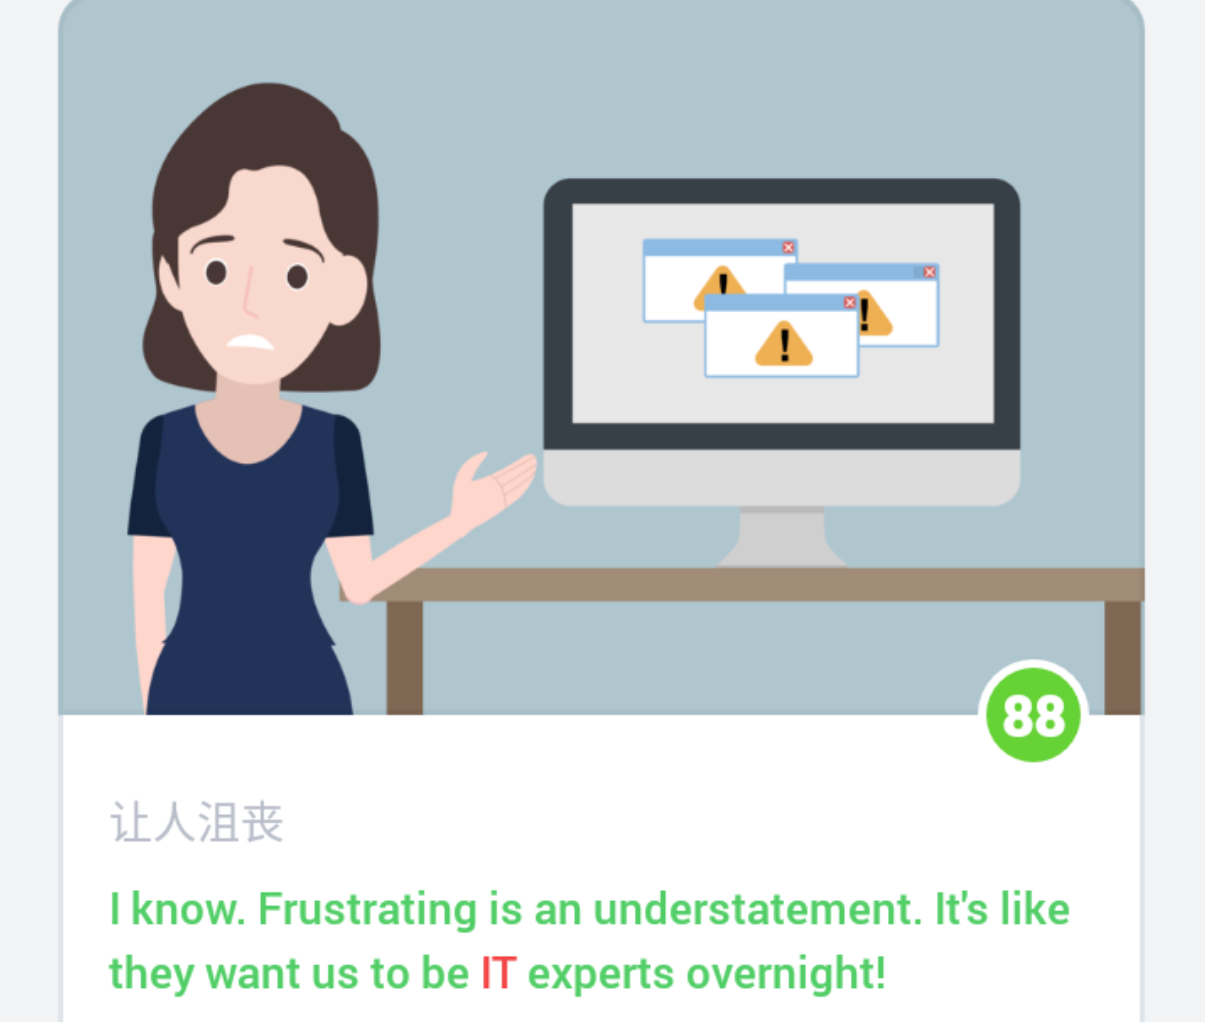 88
让人沮丧
I know. Frustrating is an understatement. It's like
they want us to be IT experts overnight!